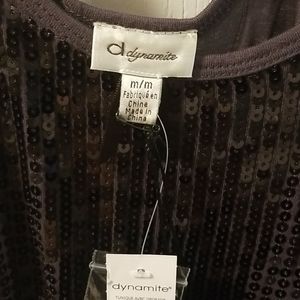 d dynamite
m/m
Fabriqué en
Chine
Made in
China
dynamite